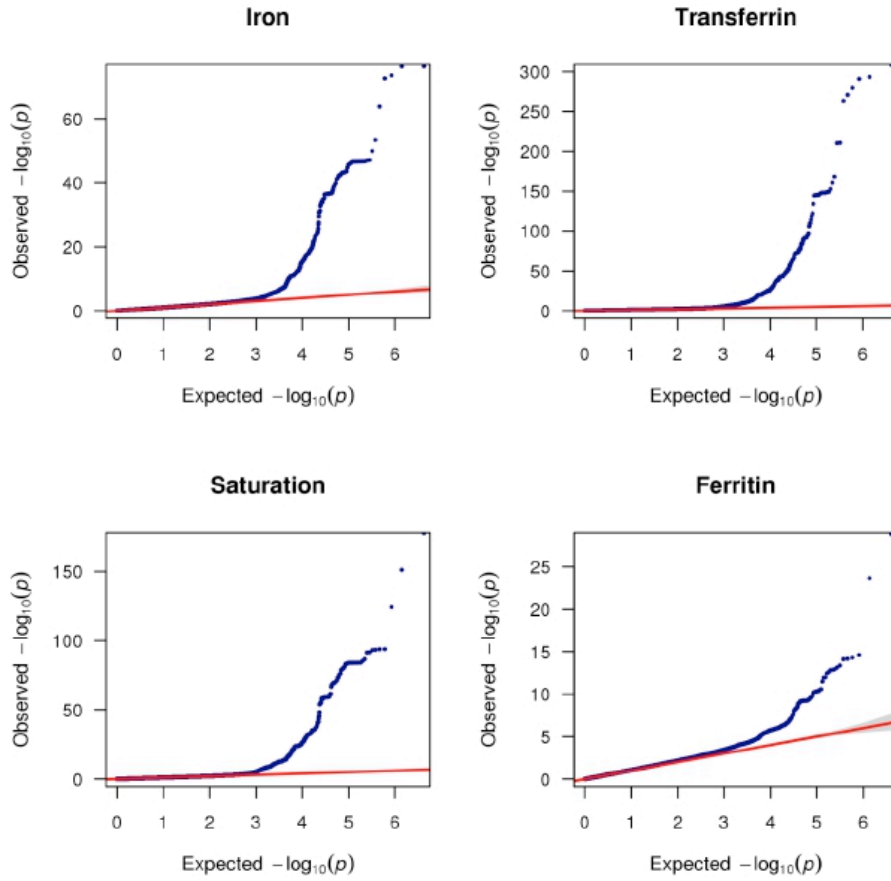 Iron
Observed −log₁₀(p)
60
40
20
0
0 1 2 3 4 5 6
Expected −log₁₀(p)
Transferrin
Observed −log₁₀(p)
300
250
200
150
100
50
0
0 1 2 3 4 5 6
Expected −log₁₀(p)
Saturation
Observed −log₁₀(p)
150
100
50
0
0 1 2 3 4 5 6
Expected −log₁₀(p)
Ferritin
Observed −log₁₀(p)
25
20
15
10
5
0
0 1 2 3 4 5 6
Expected −log₁₀(p)